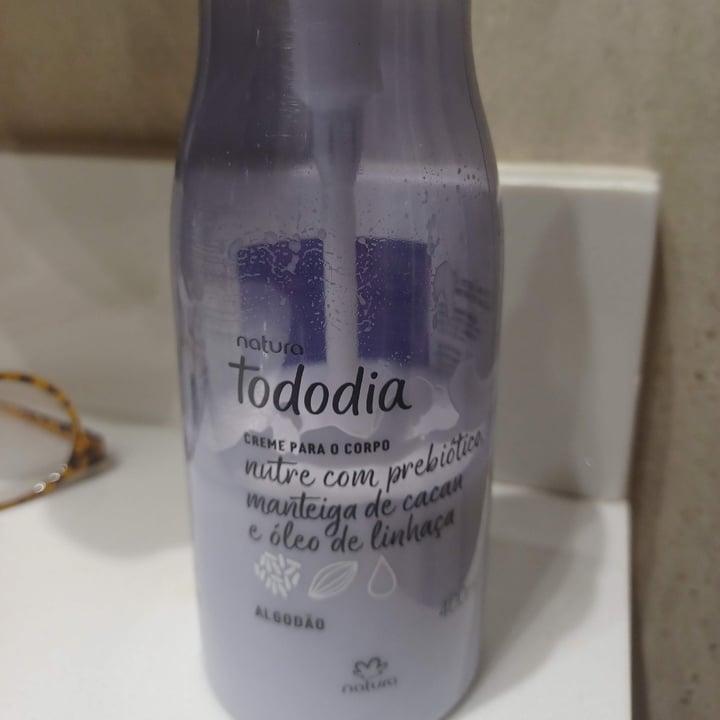 natura
tododia
CREME PARA O CORPO
nutre com prebiótico,
manteiga de cacau
e óleo de linhaça
ALGODÃO
natura